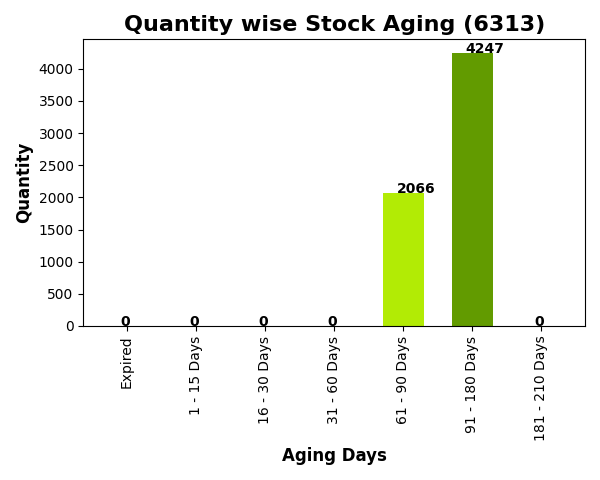 Quantity wise Stock Aging (6313)
4247
4000
3500
3000
2500
2066
2000
1500
1000
500
0
0 0 0 0 0
Quantity
Expired
1 - 15 Days
16 - 30 Days
31 - 60 Days
61 - 90 Days
91 - 180 Days
181 - 210 Days
Aging Days